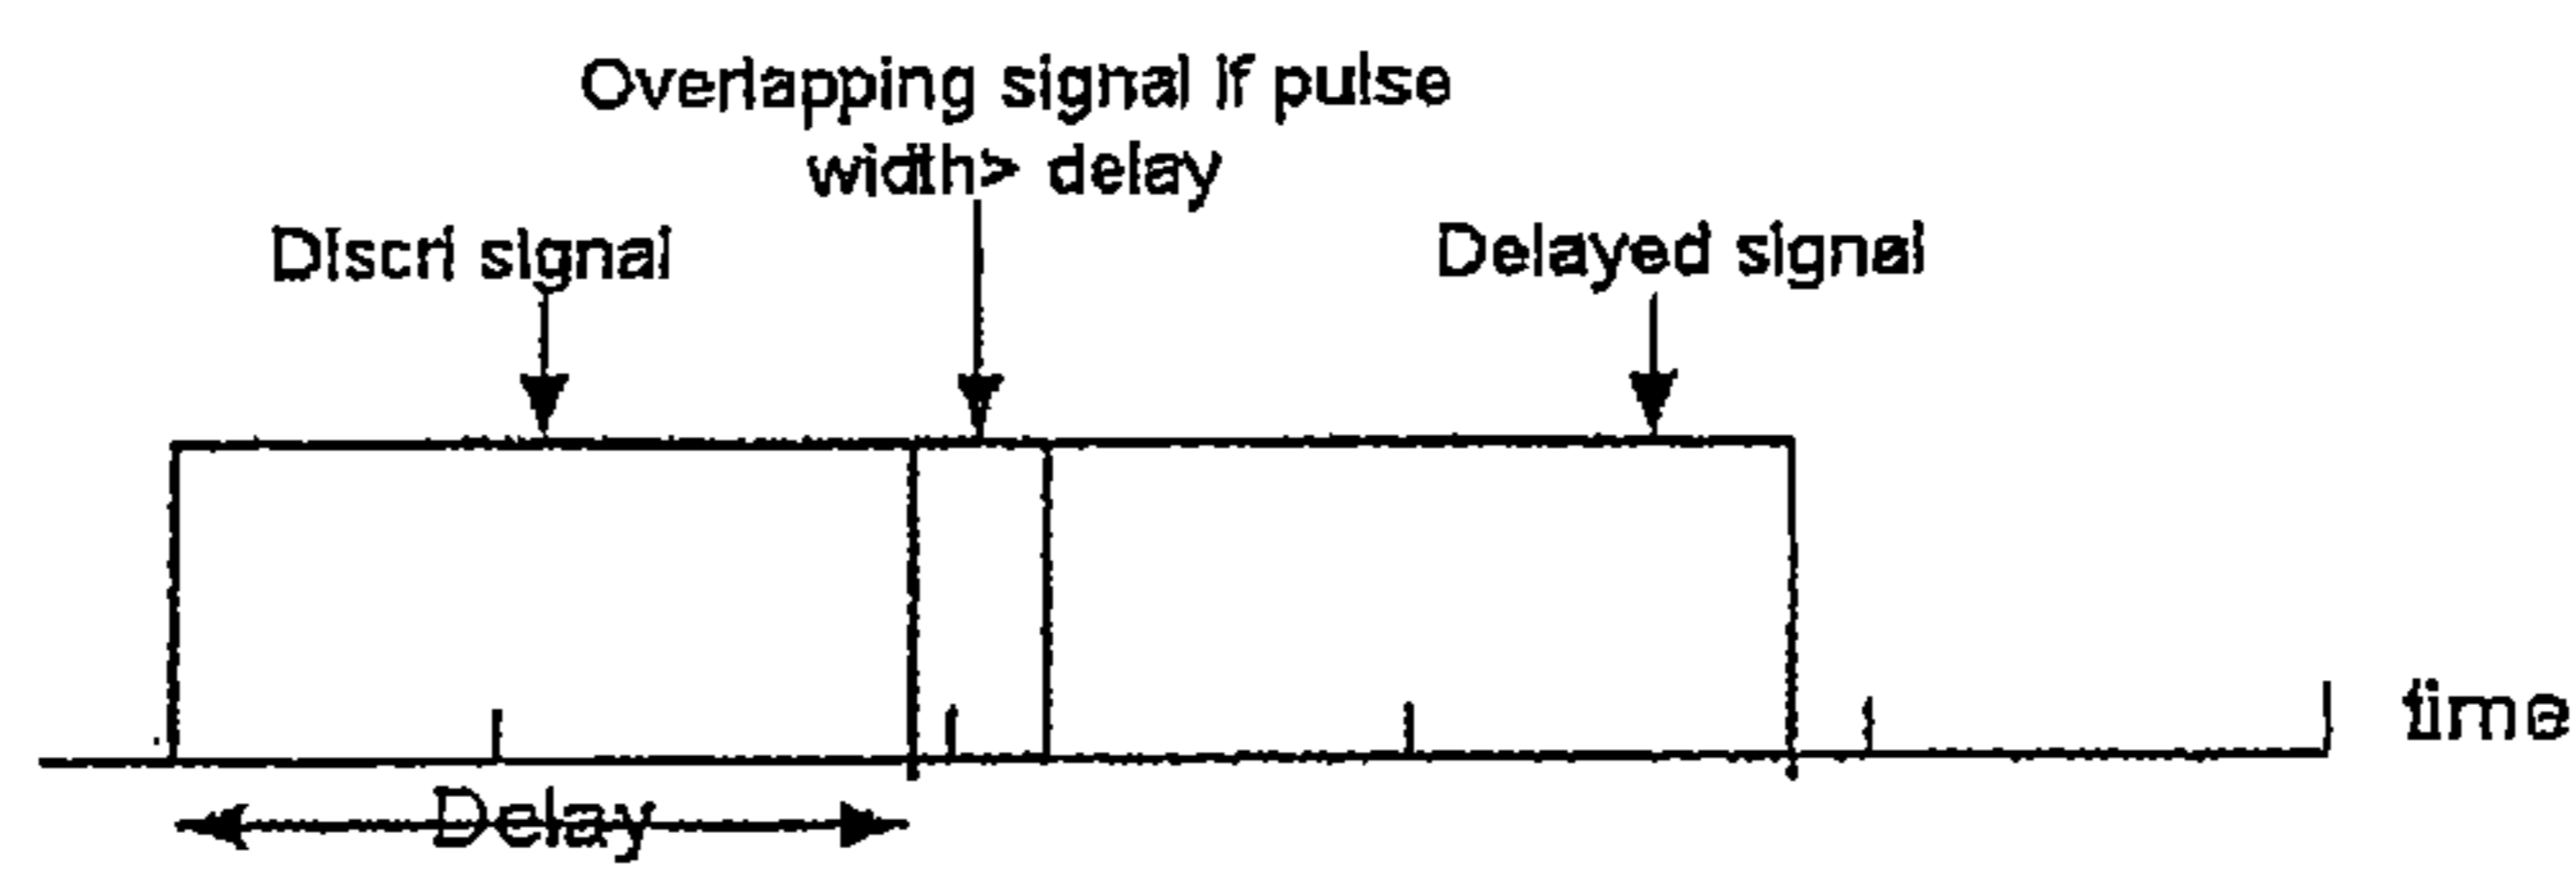 Overlapping signal if pulse
width> delay
Discri signal
Delayed signal
time
Delay